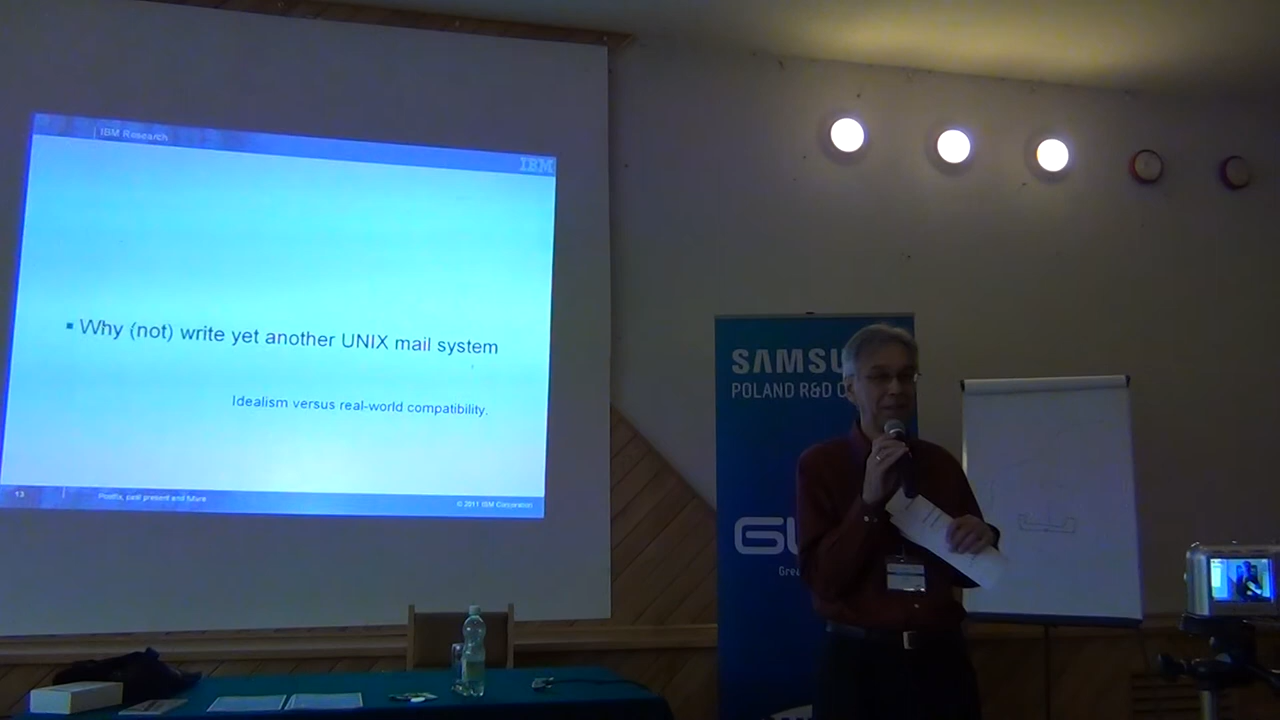 IBM Research
IBM
▪ Why (not) write yet another UNIX mail system
Idealism versus real-world compatibility.
13
Postfix, past present and future
© 2011 IBM Corporation
SAMSU
POLAND R&D C
GU
Grea